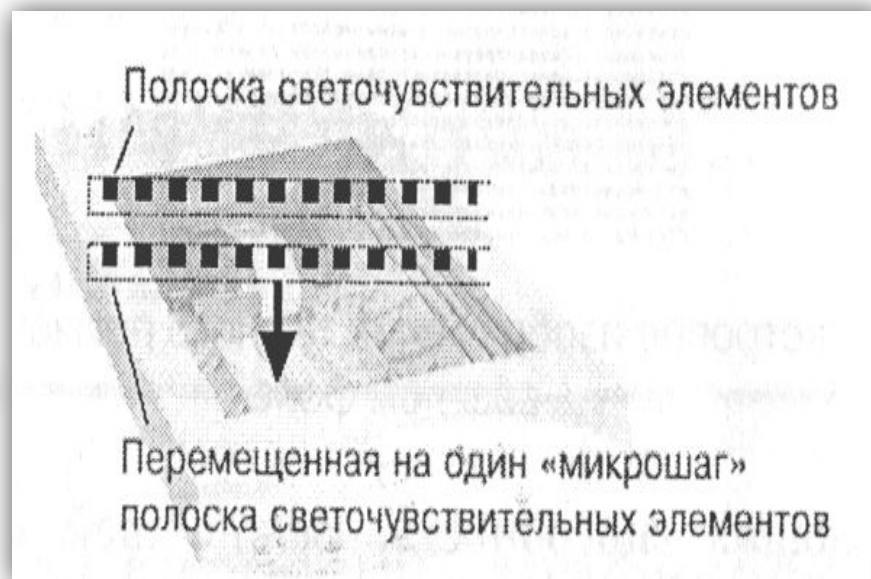 Полоска светочувствительных элементов
Перемещенная на один «микрошаг»
полоска светочувствительных элементов